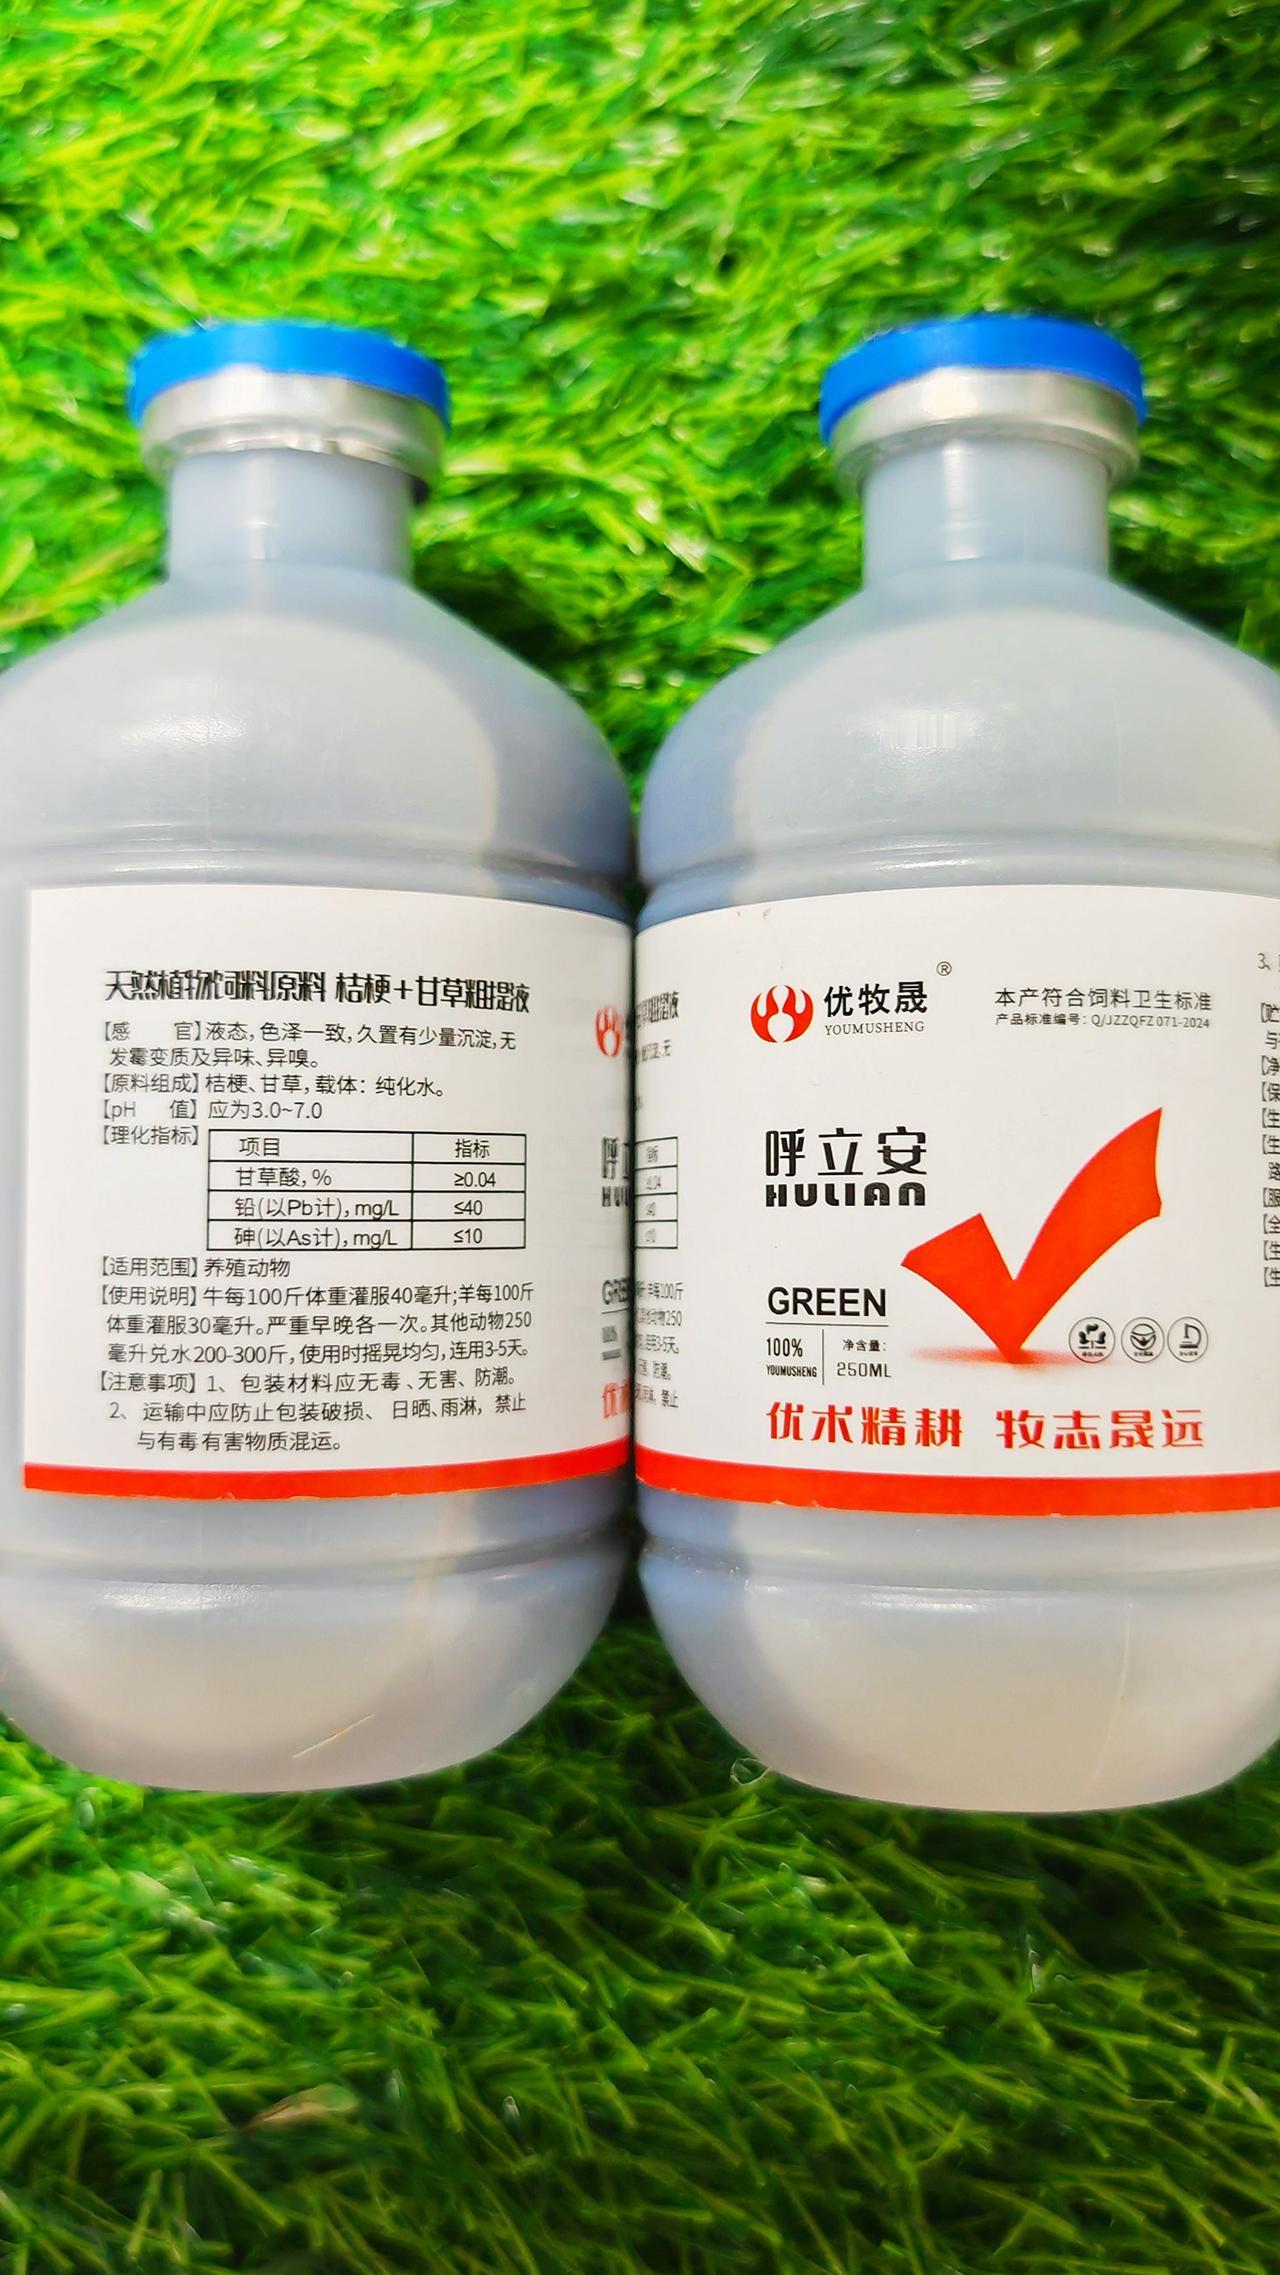 天然植物饲料原料 桔梗+甘草粗提液
【感 官】液态，色泽一致，久置有少量沉淀，无
发霉变质及异味、异嗅。
【原料组成】桔梗、甘草，载体：纯化水。
【pH 值】应为3.0~7.0
【理化指标】
项目 指标
甘草酸，% ≥0.04
铅(以Pb计)，mg/L ≤40
砷(以As计)，mg/L ≤10
【适用范围】养殖动物
【使用说明】牛每100斤体重灌服40毫升;羊每100斤
体重灌服30毫升。严重早晚各一次。其他动物250
毫升兑水200-300斤，使用时摇晃均匀，连用3-5天。
【注意事项】1、包装材料应无毒、无害、防潮。
2、运输中应防止包装破损、日晒、雨淋，禁止
与有毒有害物质混运。
优牧晟®
YOUMUSHENG
本产符合饲料卫生标准
产品标准编号：Q/JZZQFZ 071-2024
呼立安
HULIAN
GREEN
100%
YOUMUSHENG
净含量：
250ML
优术精耕 牧志晟远